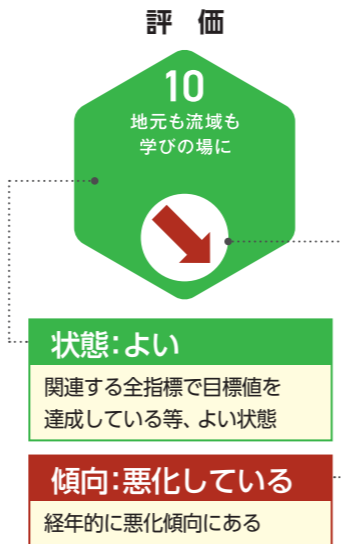 評 価
10
地元も流域も
学びの場に
状態:よい
関連する全指標で目標値を
達成している等、よい状態
傾向:悪化している
経年的に悪化傾向にある